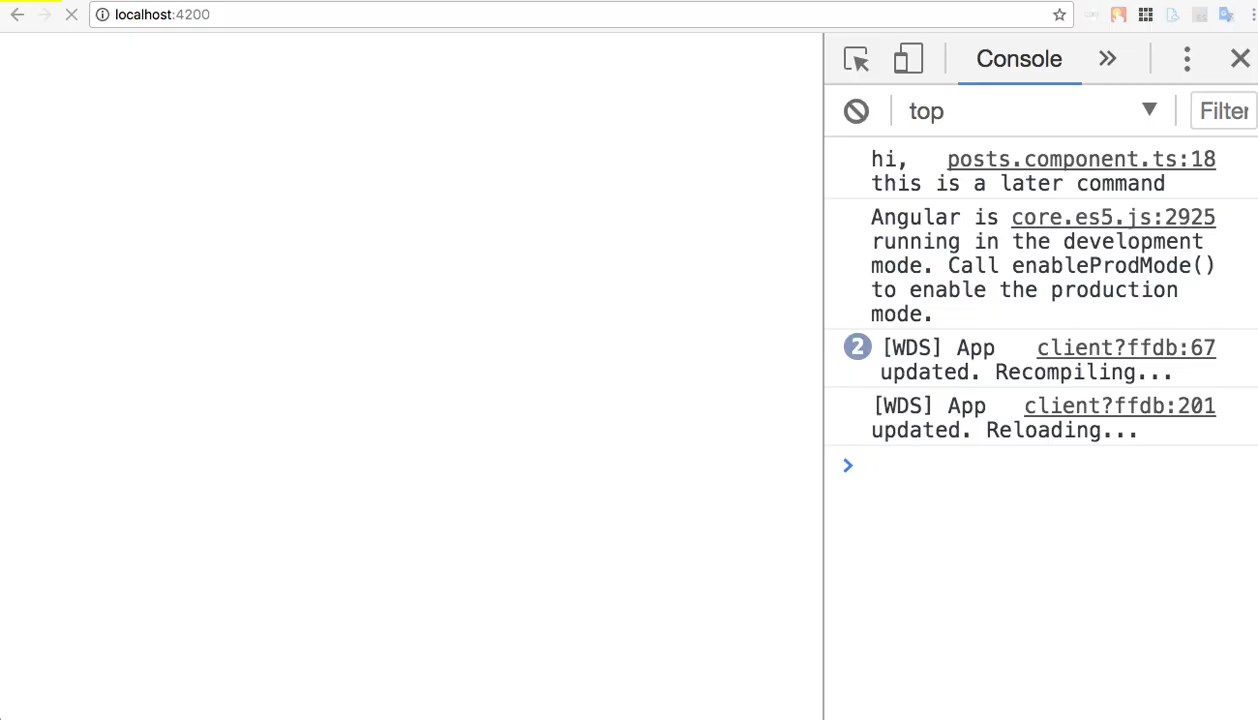 localhost:4200
Console
top
Filter
hi, posts.component.ts:18
this is a later command
Angular is core.es5.js:2925
running in the development
mode. Call enableProdMode()
to enable the production
mode.
2 [WDS] App client?ffdb:67
updated. Recompiling...
[WDS] App client?ffdb:201
updated. Reloading...